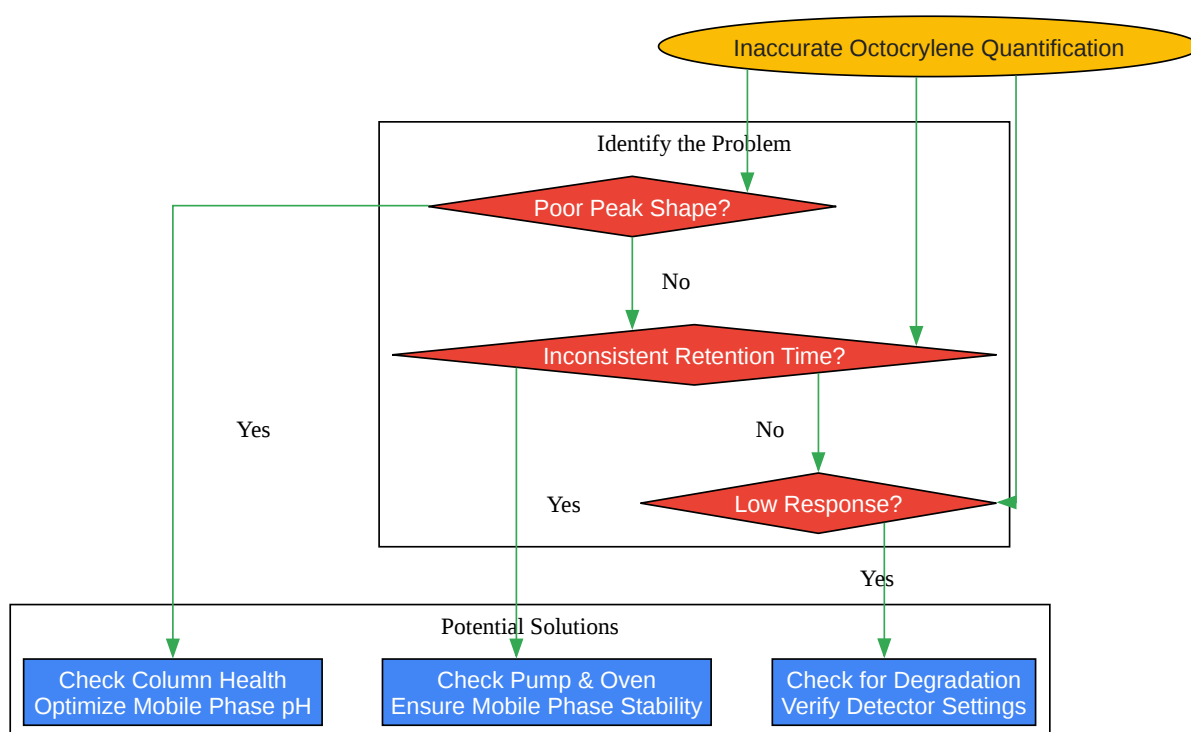 Inaccurate Octocrylene Quantification
Identify the Problem
Poor Peak Shape?
No
Inconsistent Retention Time?
Yes
No
Yes
Low Response?
Yes
Potential Solutions
Check Column Health
Optimize Mobile Phase pH
Check Pump & Oven
Ensure Mobile Phase Stability
Check for Degradation
Verify Detector Settings